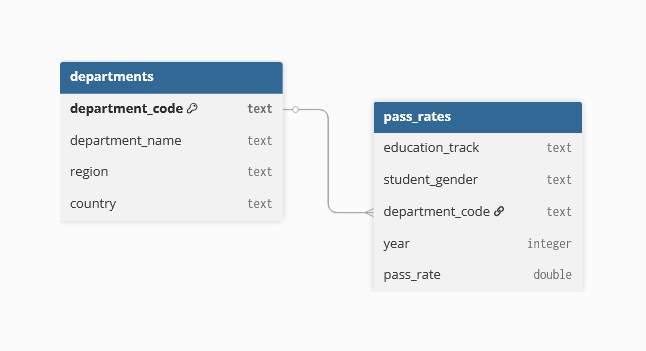 departments
department_code text
department_name text
region text
country text
pass_rates
education_track text
student_gender text
department_code text
year integer
pass_rate double